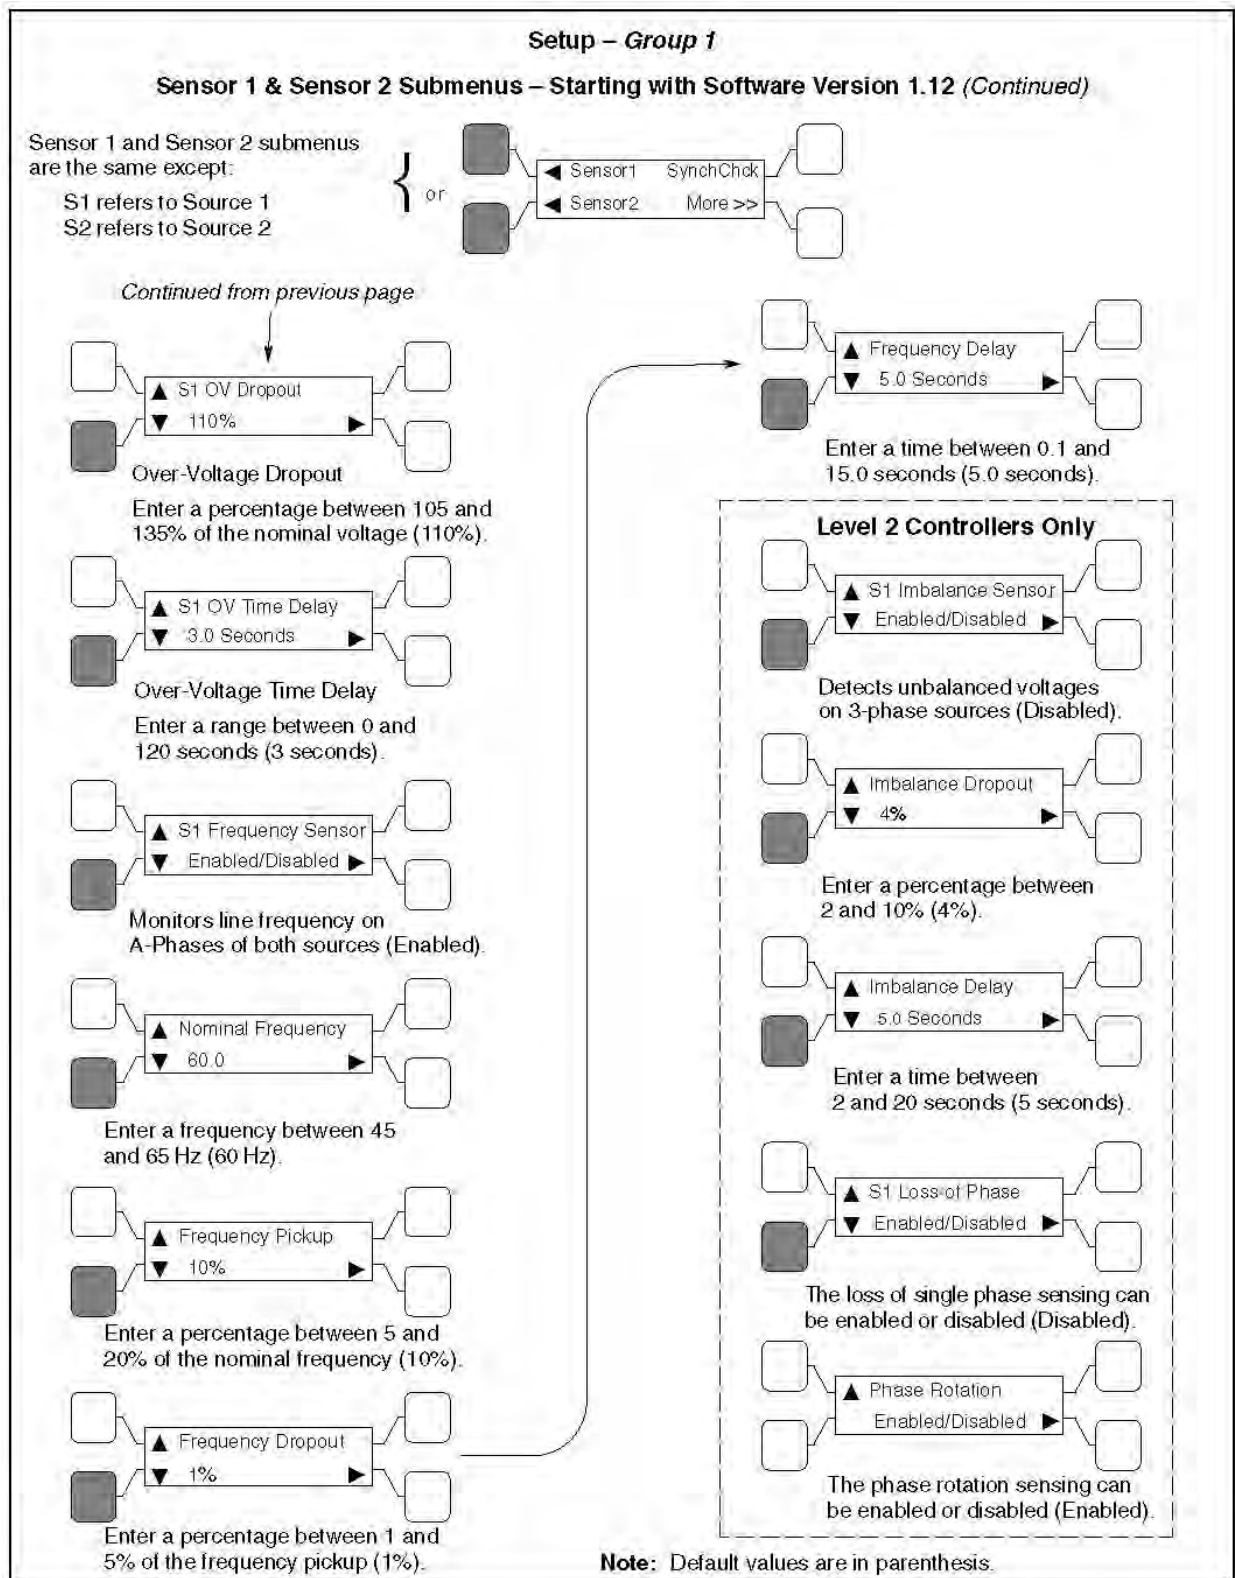 Setup – Group 1
Sensor 1 & Sensor 2 Submenus – Starting with Software Version 1.12 (Continued)
Sensor 1 and Sensor 2 submenus
are the same except:
S1 refers to Source 1
S2 refers to Source 2
{ or
◀ Sensor1 SynchChck
◀ Sensor2 More >>
Continued from previous page
▲ S1 OV Dropout
▼ 110% ▶
Over-Voltage Dropout
Enter a percentage between 105 and
135% of the nominal voltage (110%).
▲ S1 OV Time Delay
▼ 3.0 Seconds ▶
Over-Voltage Time Delay
Enter a range between 0 and
120 seconds (3 seconds).
▲ S1 Frequency Sensor
▼ Enabled/Disabled ▶
Monitors line frequency on
A-Phases of both sources (Enabled).
▲ Nominal Frequency
▼ 60.0 ▶
Enter a frequency between 45
and 65 Hz (60 Hz).
▲ Frequency Pickup
▼ 10% ▶
Enter a percentage between 5 and
20% of the nominal frequency (10%).
▲ Frequency Dropout
▼ 1% ▶
Enter a percentage between 1 and
5% of the frequency pickup (1%).
▲ Frequency Delay
▼ 5.0 Seconds ▶
Enter a time between 0.1 and
15.0 seconds (5.0 seconds).
Level 2 Controllers Only
▲ S1 Imbalance Sensor
▼ Enabled/Disabled ▶
Detects unbalanced voltages
on 3-phase sources (Disabled).
▲ Imbalance Dropout
▼ 4% ▶
Enter a percentage between
2 and 10% (4%).
▲ Imbalance Delay
▼ 5.0 Seconds ▶
Enter a time between
2 and 20 seconds (5 seconds).
▲ S1 Loss of Phase
▼ Enabled/Disabled ▶
The loss of single phase sensing can
be enabled or disabled (Disabled).
▲ Phase Rotation
Enabled/Disabled ▶
The phase rotation sensing can
be enabled or disabled (Enabled).
Note: Default values are in parenthesis.